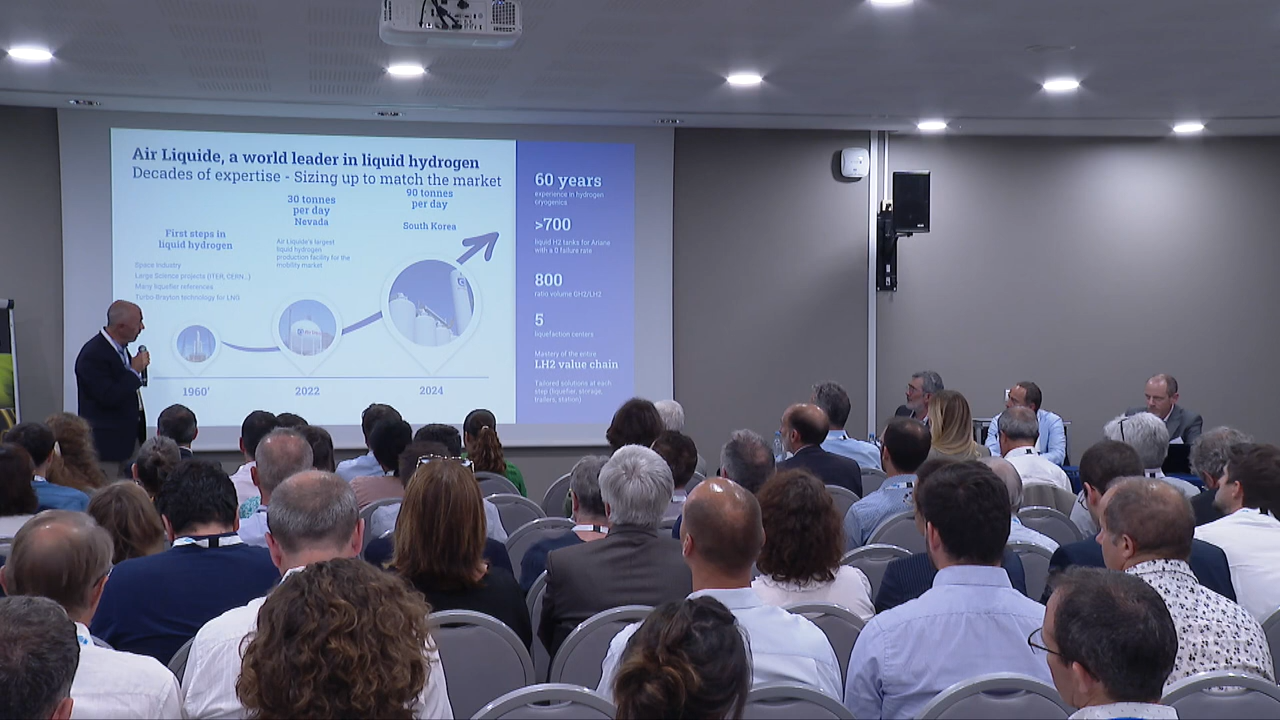 Air Liquide, a world leader in liquid hydrogen
Decades of expertise - Sizing up to match the market
First steps in
liquid hydrogen
Space industry
Large Science projects (ITER, CERN...)
Many liquefier references
Turbo-Brayton technology for LNG
1960'
30 tonnes
per day
Nevada
Air Liquide's largest
liquid hydrogen
production facility for the
mobility market
2022
90 tonnes
per day
South Korea
2024
60 years
experience in hydrogen
cryogenics
>700
liquid H2 tanks for Ariane
with a 0 failure rate
800
ratio volume GH2/LH2
5
liquefaction centers
Mastery of the entire
LH2 value chain
Tailored solutions at each
step (liquefier, storage,
trailers, station)